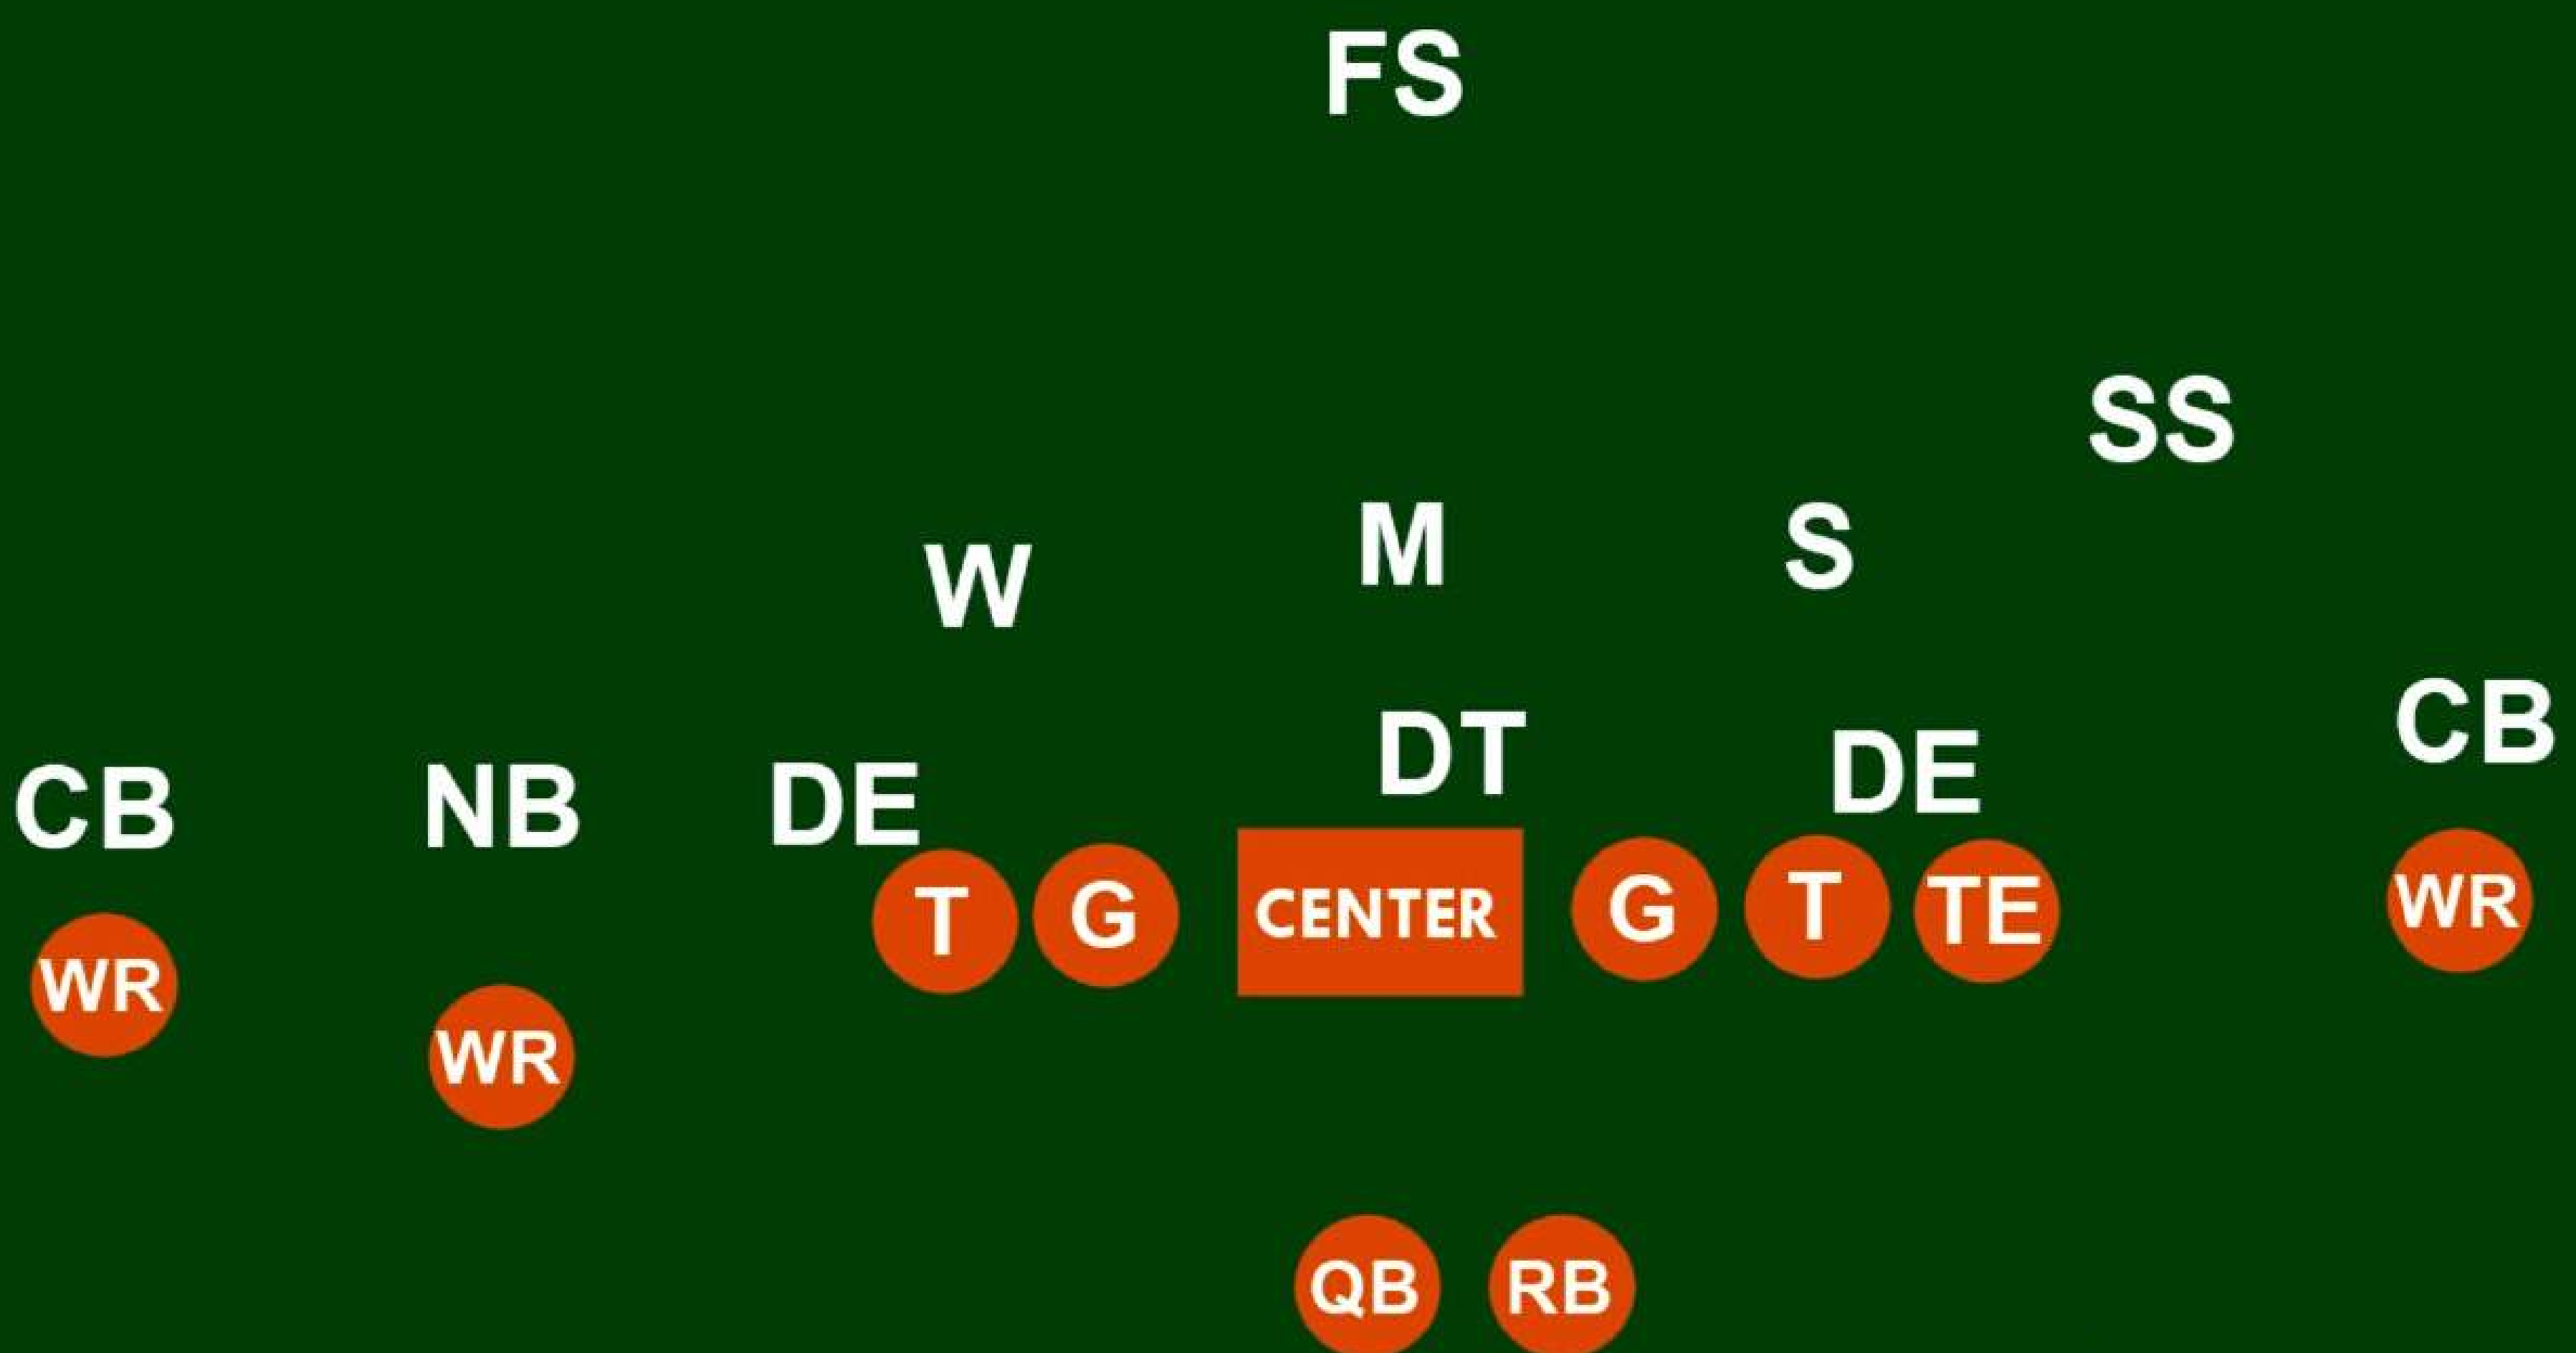 FS
SS
W M S
CB NB DE DT DE CB
WR WR T G CENTER G T TE WR
QB RB